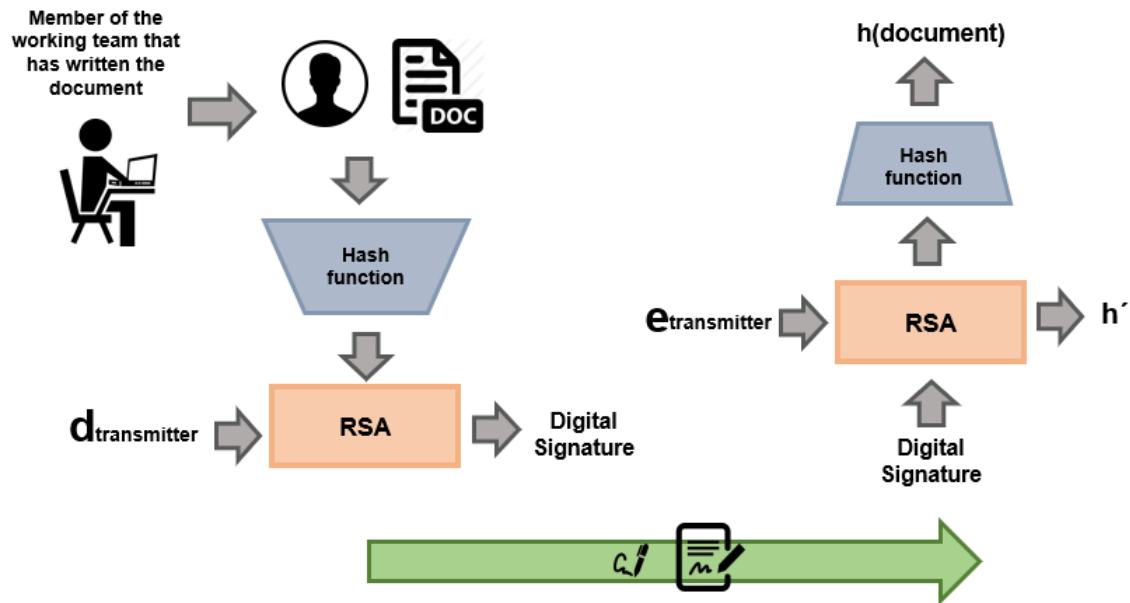 Member of the
working team that
has written the
document
DOC
Hash
function
dtransmitter
RSA
Digital
Signature
h(document)
Hash
function
etransmitter
RSA
h´
Digital
Signature